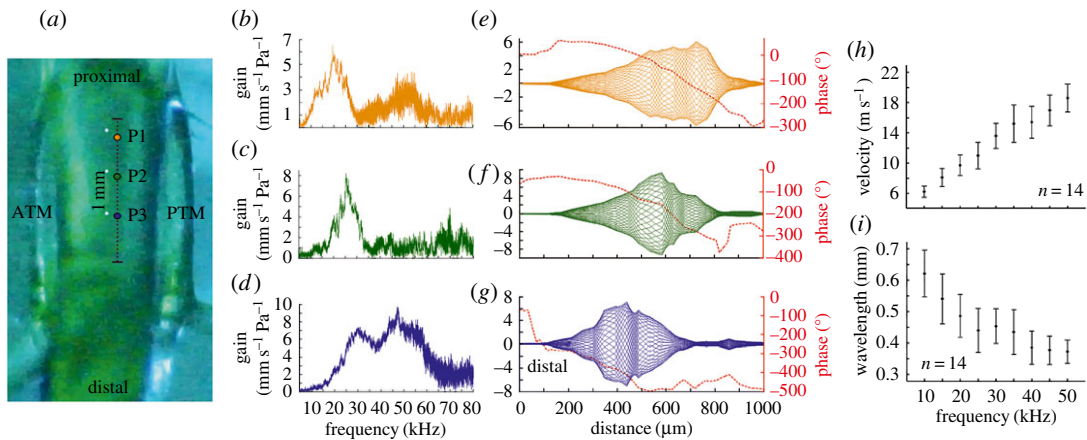 (a)
proximal
P1
P2
P3
1 mm
ATM
PTM
distal
(b)
gain
(mm s⁻¹ Pa⁻¹)
7
6
5
4
3
2
1
0
(c)
gain
(mm s⁻¹ Pa⁻¹)
8
6
4
2
0
(d)
gain
(mm s⁻¹ Pa⁻¹)
10
8
6
4
2
0
10 20 30 40 50 60 70 80
frequency (kHz)
(e)
6
2
−2
−6
0
−100
−200
−300
phase (°)
(f)
8
4
0
−4
−8
0
−100
−200
−300
−400
phase (°)
(g)
8
4
0
−4
−8
distal
0
−100
−200
−300
−400
−500
phase (°)
0 200 400 600 800 1000
distance (μm)
(h)
velocity (m s⁻¹)
22
18
14
10
6
n = 14
(i)
wavelength (mm)
0.7
0.6
0.5
0.4
0.3
n = 14
10 20 30 40 50
frequency (kHz)